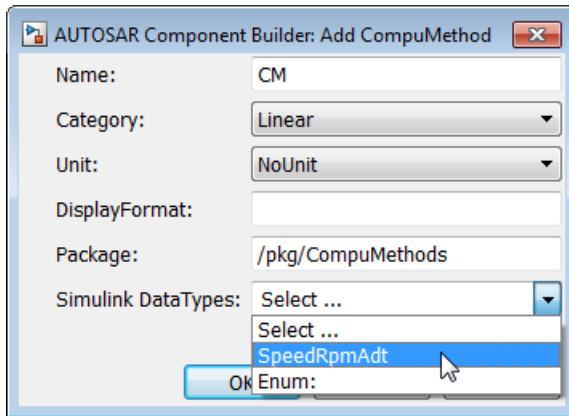 AUTOSAR Component Builder: Add CompuMethod
Name: CM
Category: Linear
Unit: NoUnit
DisplayFormat:
Package: /pkg/CompuMethods
Simulink DataTypes: Select ...
Select ...
SpeedRpmAdt
Enum: